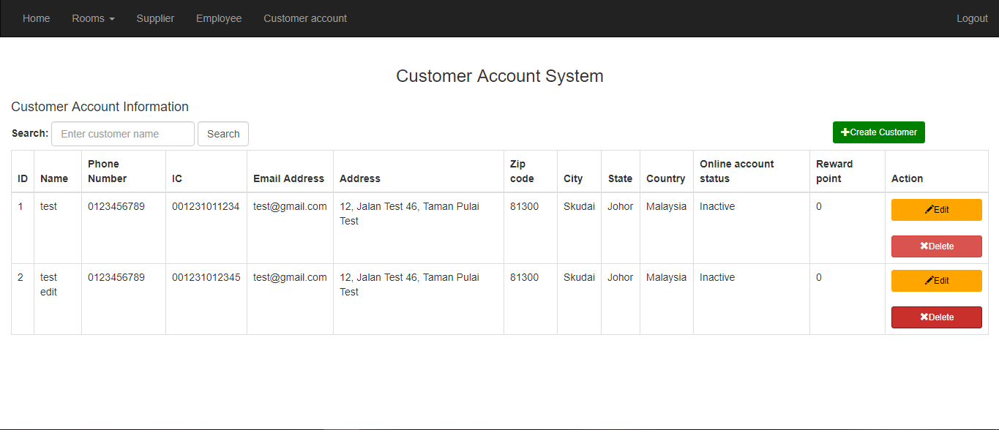 Home Rooms Supplier Employee Customer account Logout
Customer Account System
Customer Account Information
Search: Enter customer name Search Create Customer
ID Name Phone Number IC Email Address Address Zip code City State Country Online account status Reward point Action
1 test 0123456789 001231011234 test@gmail.com 12, Jalan Test 46, Taman Pulai Test 81300 Skudai Johor Malaysia Inactive 0 Edit
Delete
2 test edit 0123456789 001231012345 test@gmail.com 12, Jalan Test 46, Taman Pulai Test 81300 Skudai Johor Malaysia Inactive 0 Edit
Delete